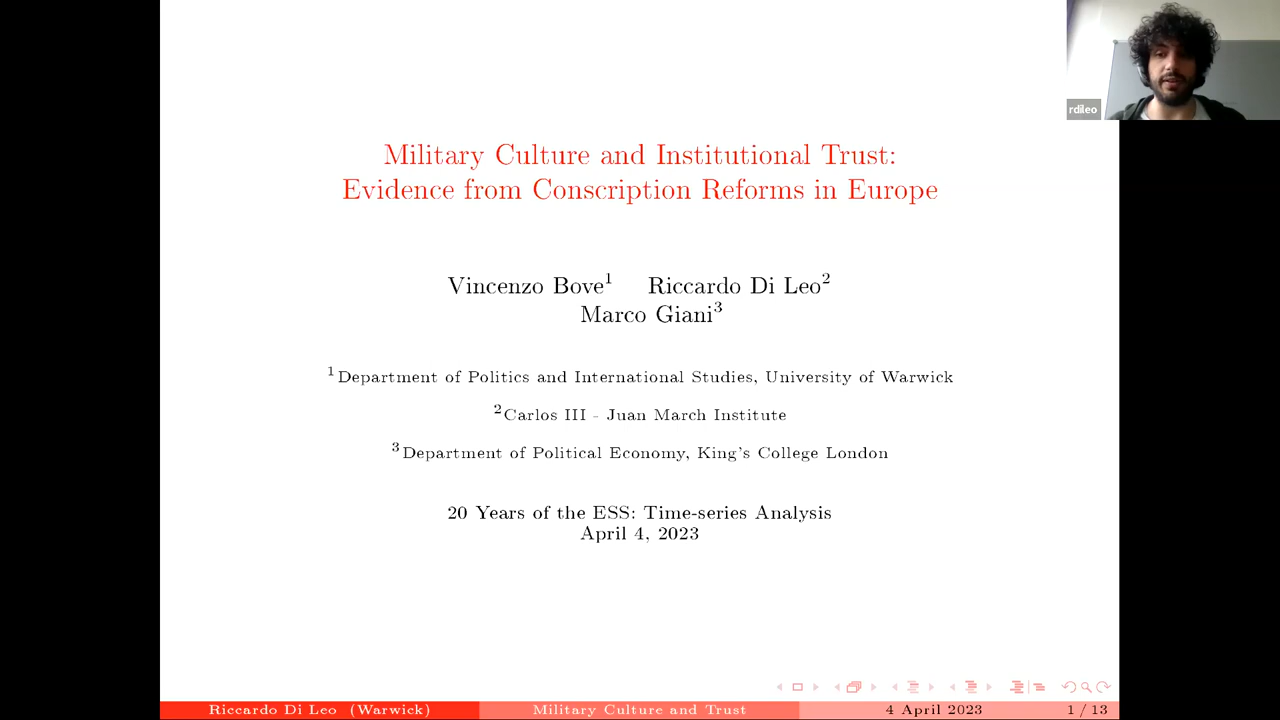 rdileo
Military Culture and Institutional Trust:
Evidence from Conscription Reforms in Europe
Vincenzo Bove1 Riccardo Di Leo2
Marco Giani3
1Department of Politics and International Studies, University of Warwick
2Carlos III - Juan March Institute
3Department of Political Economy, King's College London
20 Years of the ESS: Time-series Analysis
April 4, 2023
Riccardo Di Leo (Warwick) Military Culture and Trust 4 April 2023 1 / 13